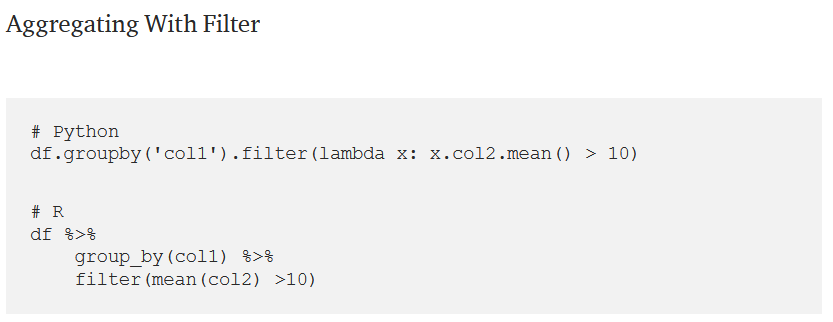 Aggregating With Filter
# Python
df.groupby('col1').filter(lambda x: x.col2.mean() > 10)
# R
df %>%
    group_by(col1) %>%
    filter(mean(col2) >10)